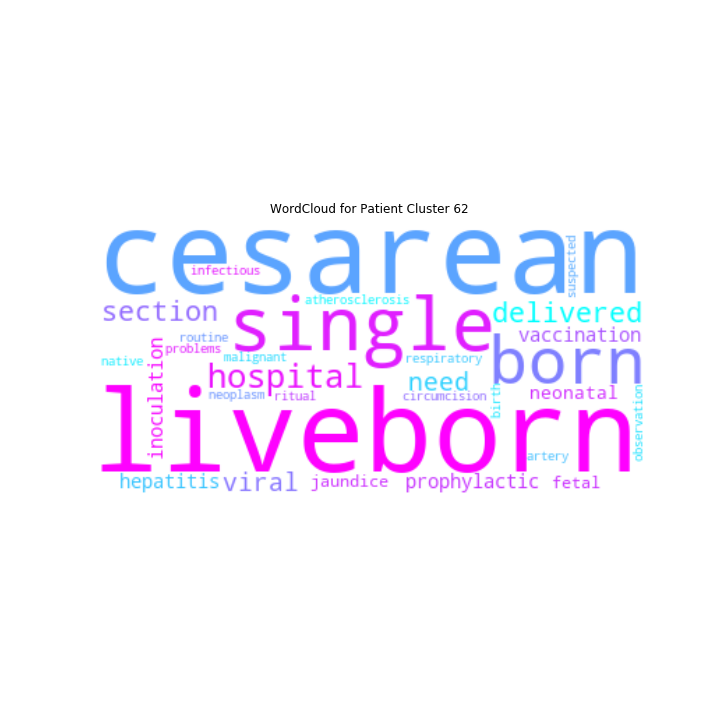 WordCloud for Patient Cluster 62
cesarean
suspected
infectious
atherosclerosis
section
single
delivered
routine
vaccination
problems
born
native
malignant
respiratory
inoculation
hospital
need
neonatal
neoplasm
ritual
circumcision
birth
observation
liveborn
artery
hepatitis
viral
jaundice
prophylactic
fetal